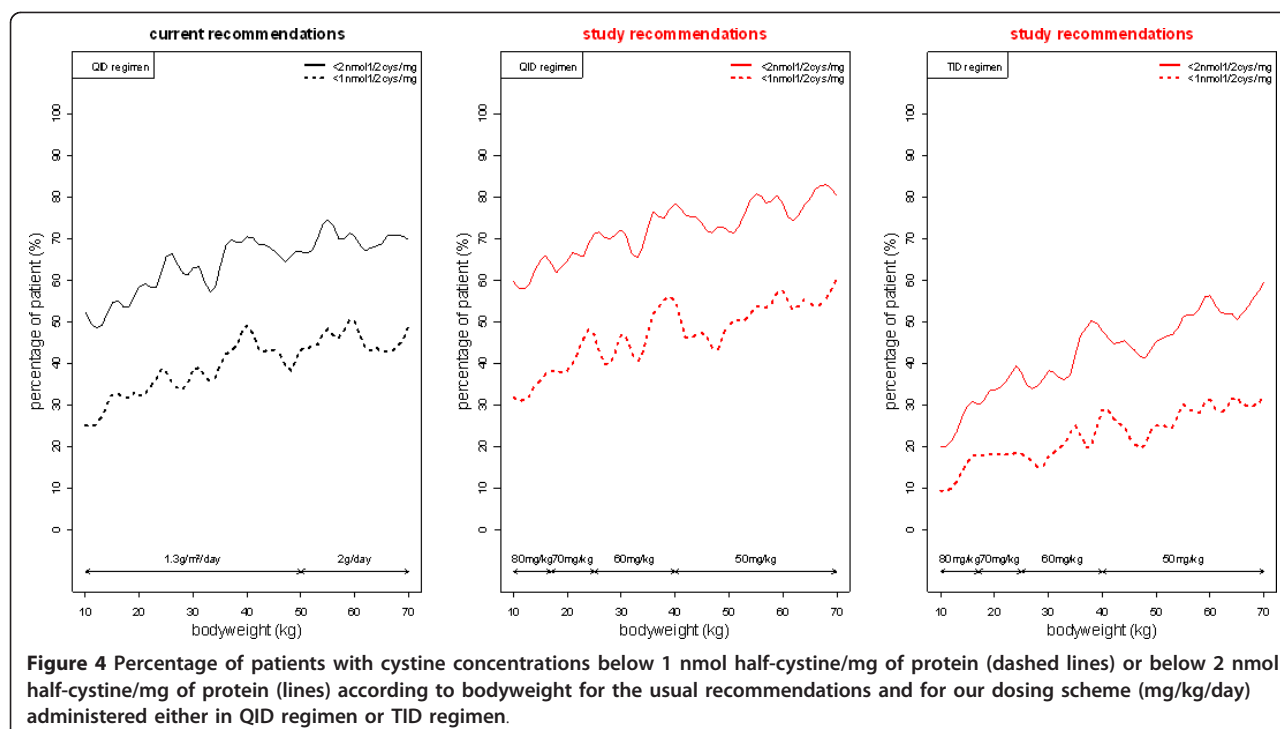 current recommendations
QID regimen
<2nmol1/2cys/mg
<1nmol1/2cys/mg
percentage of patient (%)
100
90
80
70
60
50
40
30
20
10
0
1.3g/m²/day
2g/day
10 20 30 40 50 60 70
bodyweight (kg)
study recommendations
QID regimen
<2nmol1/2cys/mg
<1nmol1/2cys/mg
percentage of patient (%)
100
90
80
70
60
50
40
30
20
10
0
80mg/kg 70mg/kg 60mg/kg 50mg/kg
10 20 30 40 50 60 70
bodyweight (kg)
study recommendations
TID regimen
<2nmol1/2cys/mg
<1nmol1/2cys/mg
percentage of patient (%)
100
90
80
70
60
50
40
30
20
10
0
80mg/kg 70mg/kg 60mg/kg 50mg/kg
10 20 30 40 50 60 70
bodyweight (kg)
Figure 4 Percentage of patients with cystine concentrations below 1 nmol half-cystine/mg of protein (dashed lines) or below 2 nmol
half-cystine/mg of protein (lines) according to bodyweight for the usual recommendations and for our dosing scheme (mg/kg/day)
administered either in QID regimen or TID regimen.